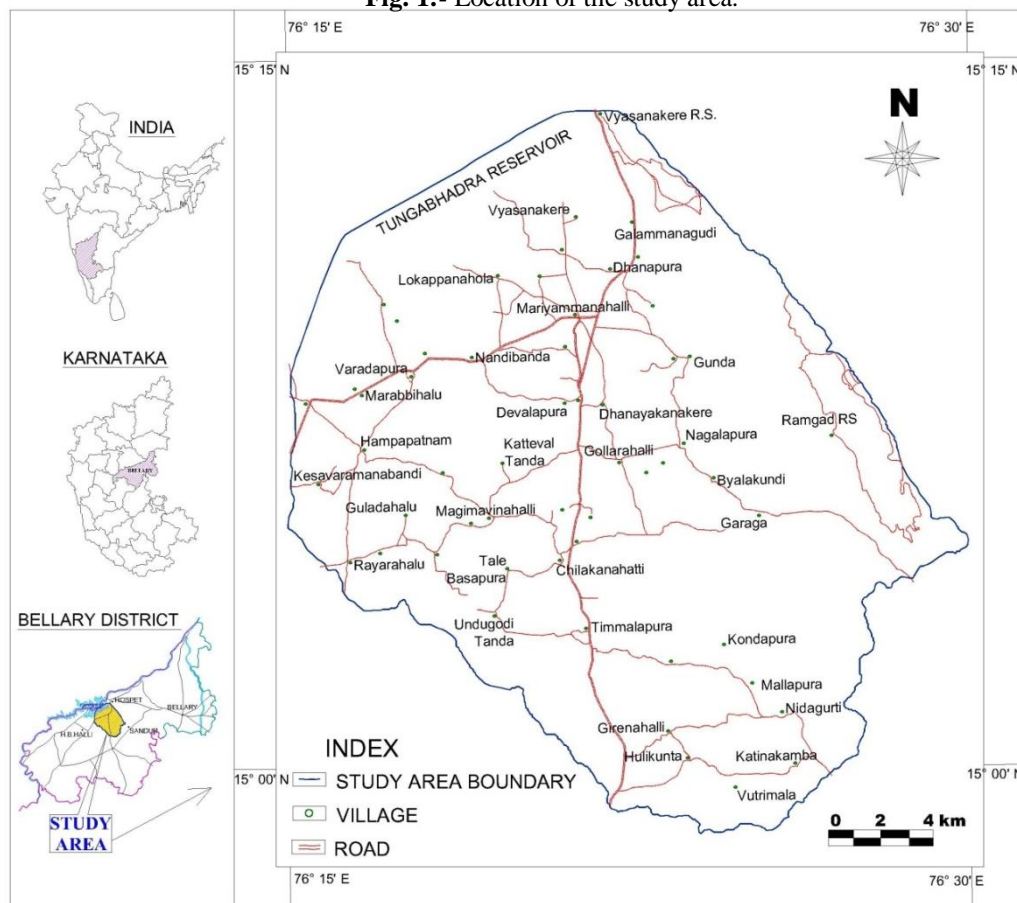 Fig. 1.- Location of the study area.
76° 15' E
76° 30' E
15° 15' N
15° 15' N
INDIA
N
Vyasanakere R.S.
TUNGABHADRA RESERVOIR
Vyasanakere
Galammanagudi
Dhanapura
Lokappanahola
Mariyammanahalli
KARNATAKA
BELLARY
Varadapura
Nandibanda
Gunda
Marabbihalu
Devalapura
Dhanayakanakere
Ramgad RS
Hampapatnam
Katteval
Tanda
Gollarahalli
Nagalapura
Kesavaramanabandi
Byalakundi
Guladahalu
Magimavinahalli
Garaga
Rayarahalu
Tale
Basapura
Chilakanahatti
BELLARY DISTRICT
Undugodi
Tanda
Timmalapura
Kondapura
Mallapura
Nidagurti
HOSPET
BELLARY
H.B.HALLI
SANDUR
Girenahalli
Hulikunta
Katinakamba
Vutrimala
STUDY
AREA
INDEX
STUDY AREA BOUNDARY
VILLAGE
ROAD
15° 00' N
15° 00' N
0 2 4 km
76° 15' E
76° 30' E